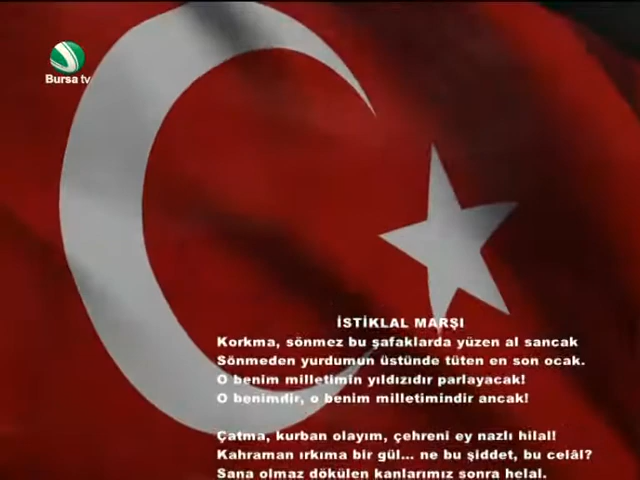 Bursa tv
İSTİKLAL MARŞI
Korkma, sönmez bu şafaklarda yüzen al sancak
Sönmeden yurdumun üstünde tüten en son ocak.
O benim milletimin yıldızıdır parlayacak!
O benimdir, o benim milletimindir ancak!
Çatma, kurban olayım, çehreni ey nazlı hilal!
Kahraman ırkıma bir gül... ne bu şiddet, bu celâl?
Sana olmaz dökülen kanlarımız sonra helal.